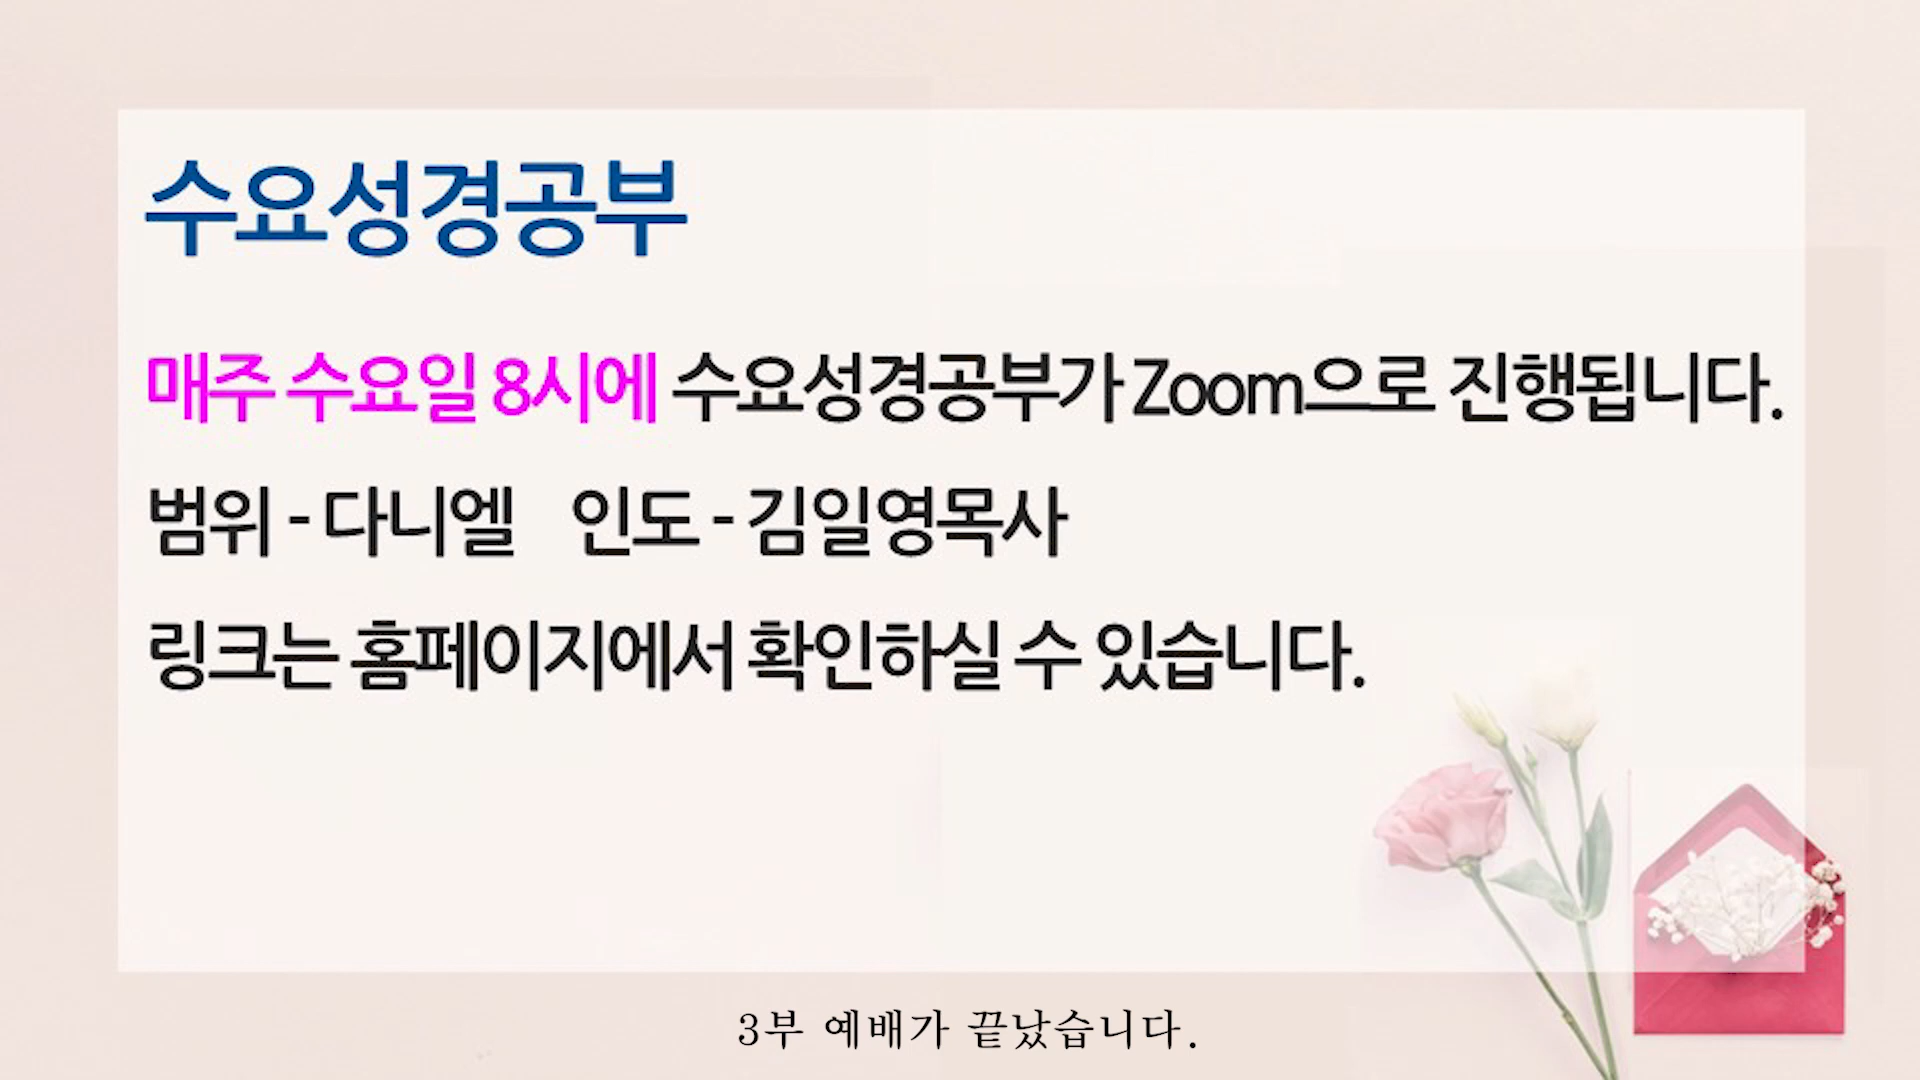 수요성경공부
매주 수요일 8시에 수요성경공부가 Zoom으로 진행됩니다.
범위 - 다니엘 인도 - 김일영목사
링크는 홈페이지에서 확인하실 수 있습니다.
3부 예배가 끝났습니다.